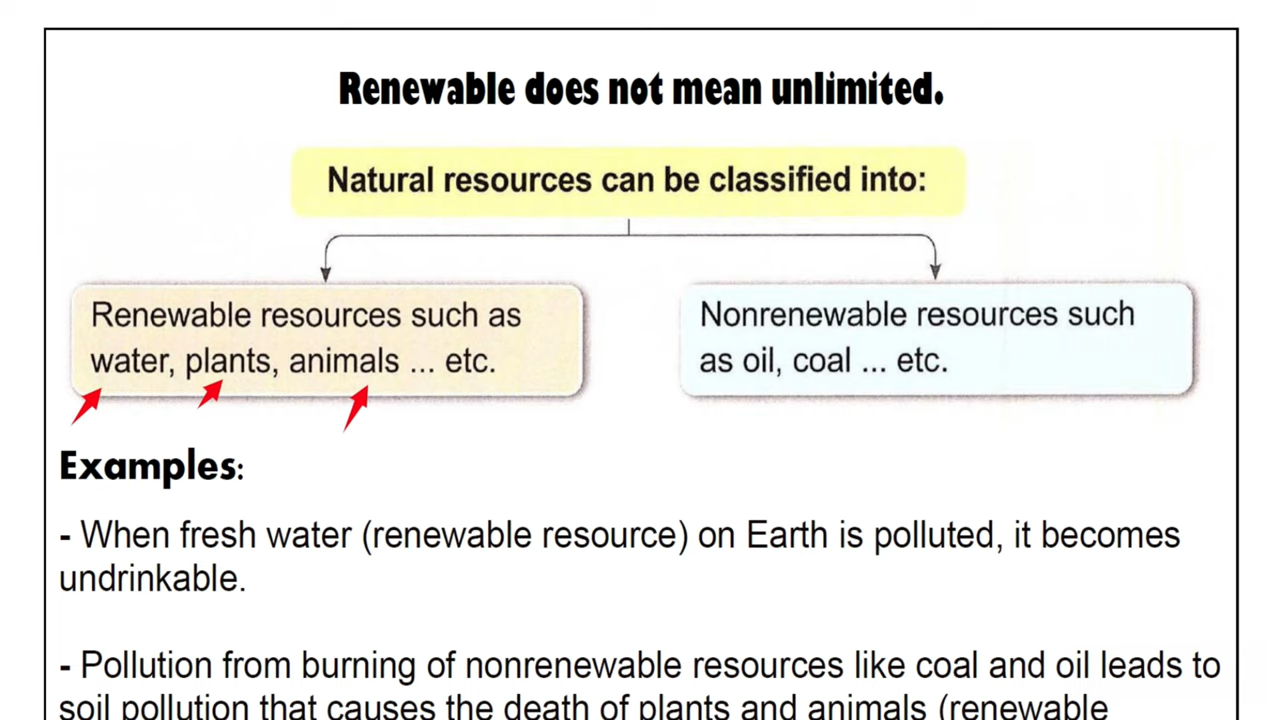 Renewable does not mean unlimited.
Natural resources can be classified into:
Renewable resources such as
water, plants, animals ... etc.
Nonrenewable resources such
as oil, coal ... etc.
Examples:
- When fresh water (renewable resource) on Earth is polluted, it becomes
undrinkable.
- Pollution from burning of nonrenewable resources like coal and oil leads to
soil pollution that causes the death of plants and animals (renewable